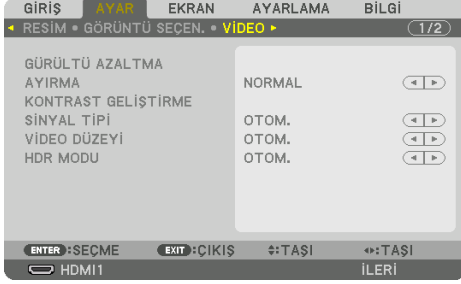 GİRİŞ AYAR EKRAN AYARLAMA BİLGİ
RESİM • GÖRÜNTÜ SEÇEN. • VİDEO 1/2
GÜRÜLTÜ AZALTMA
AYIRMA NORMAL
KONTRAST GELİŞTİRME
SİNYAL TİPİ OTOM.
VİDEO DÜZEYİ OTOM.
HDR MODU OTOM.
ENTER :SEÇME EXIT :ÇIKIŞ :TAŞI :TAŞI
HDMI1 İLERİ